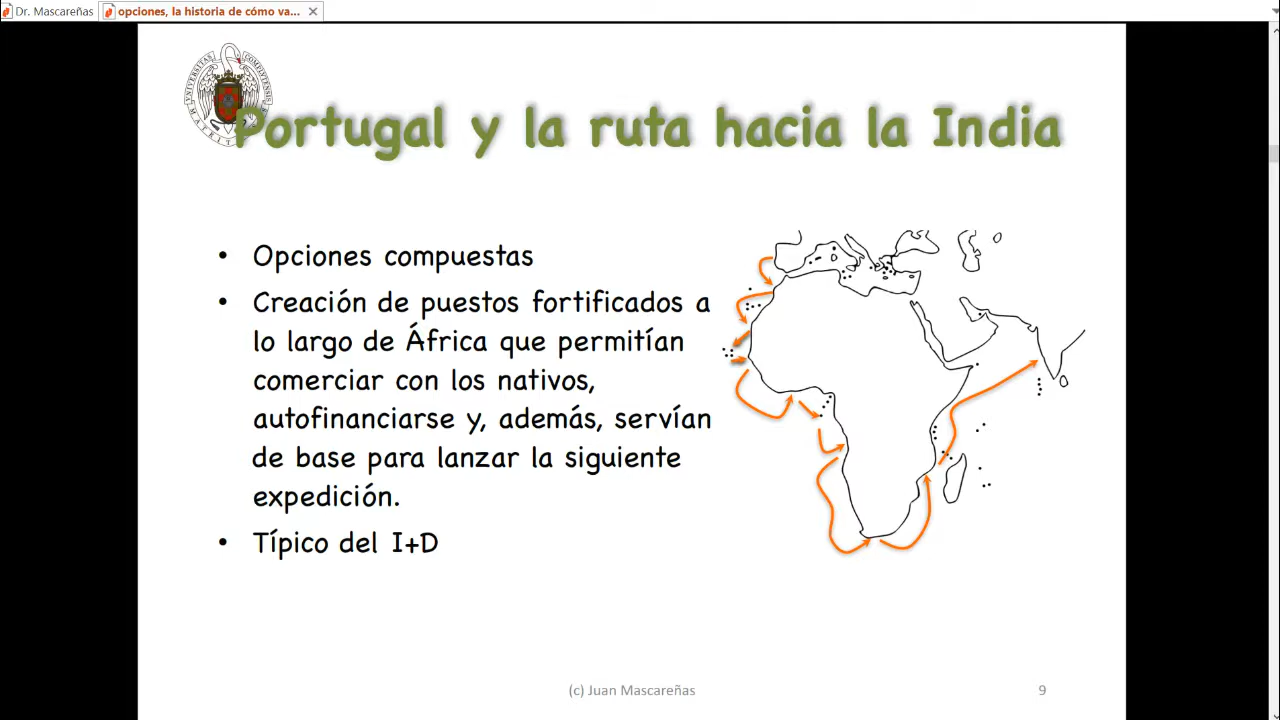 Dr. Mascareñas
opciones, la historia de cómo va...
UNIVERSITAS COMPLUTENSIS
Portugal y la ruta hacia la India
• Opciones compuestas
• Creación de puestos fortificados a
lo largo de África que permitían
comerciar con los nativos,
autofinanciarse y, además, servían
de base para lanzar la siguiente
expedición.
• Típico del I+D
(c) Juan Mascareñas
9